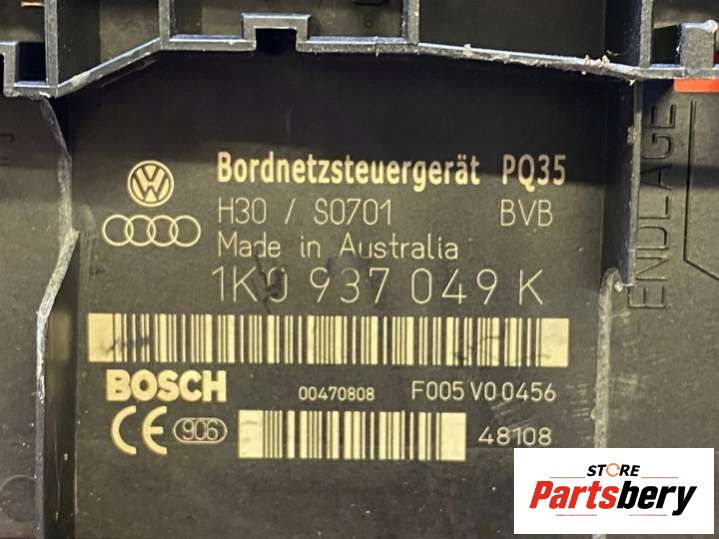 Bordnetzsteuergerät PQ35
H30 / S0701 BVB
Made in Australia
1K0 937 049 K
BOSCH 00470808 F005 V0 0456
CE 906 48108
ENDLAGE
STORE
Partsbery